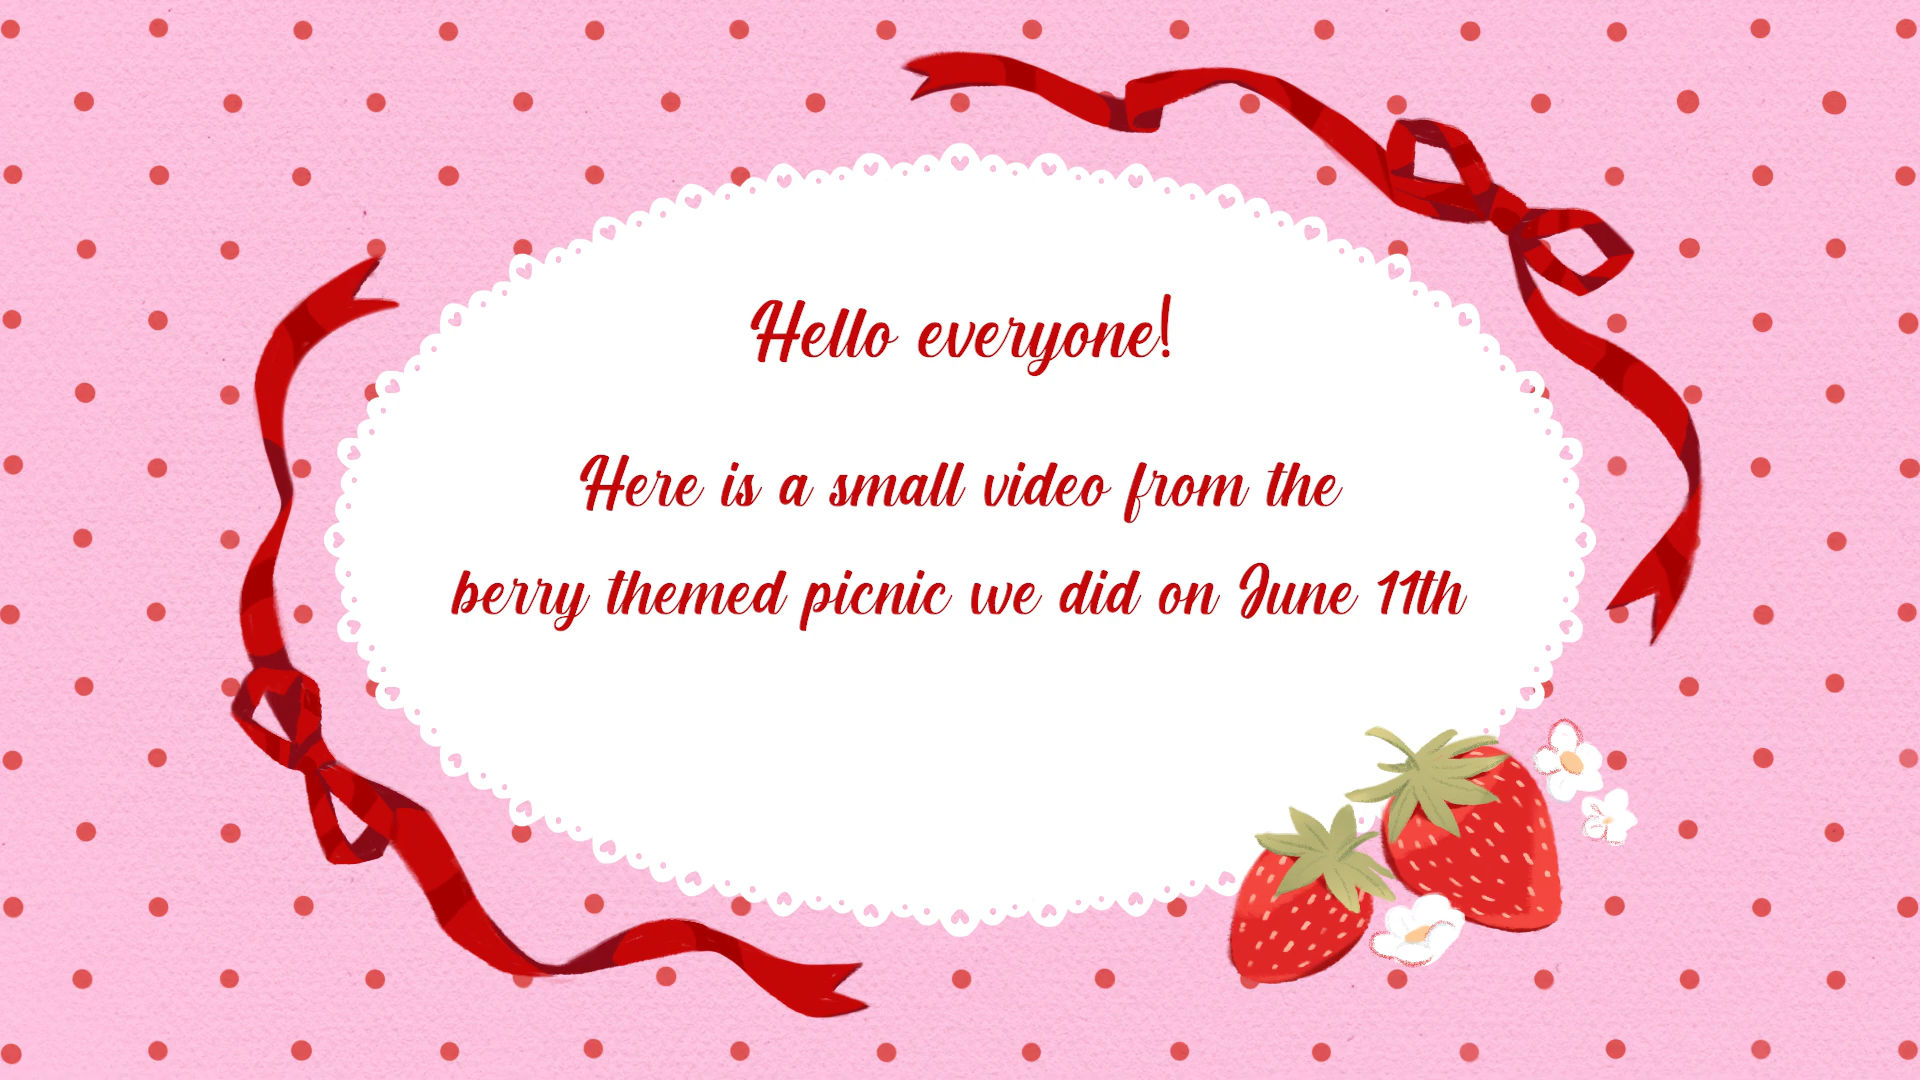 Hello everyone!
Here is a small video from the
berry themed picnic we did on June 11th